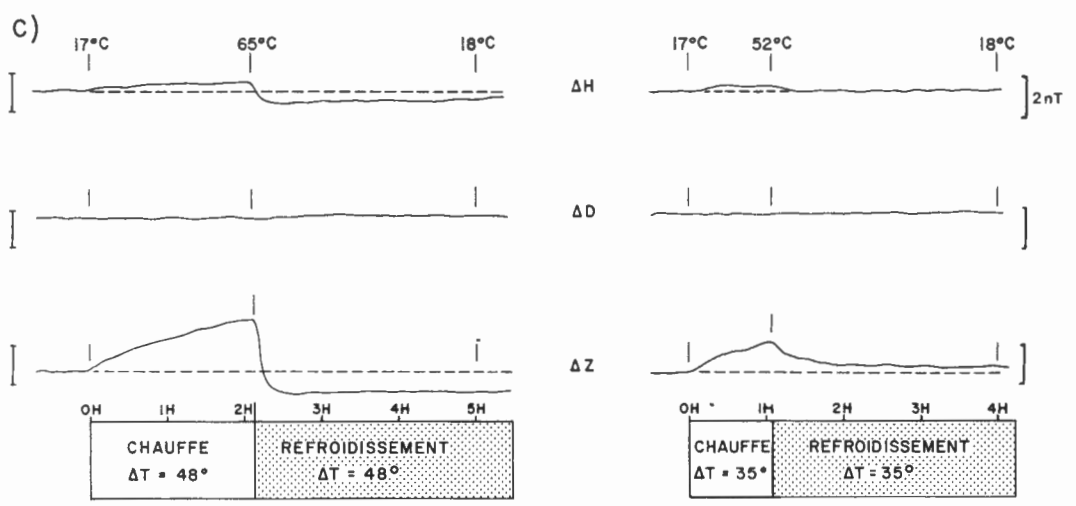 C)
17°C 65°C 18°C 17°C 52°C 18°C
ΔH 2nT
ΔD
ΔZ
0H 1H 2H 3H 4H 5H 0H 1H 2H 3H 4H
CHAUFFE REFROIDISSEMENT CHAUFFE REFROIDISSEMENT
ΔT = 48° ΔT = 48° ΔT = 35° ΔT = 35°